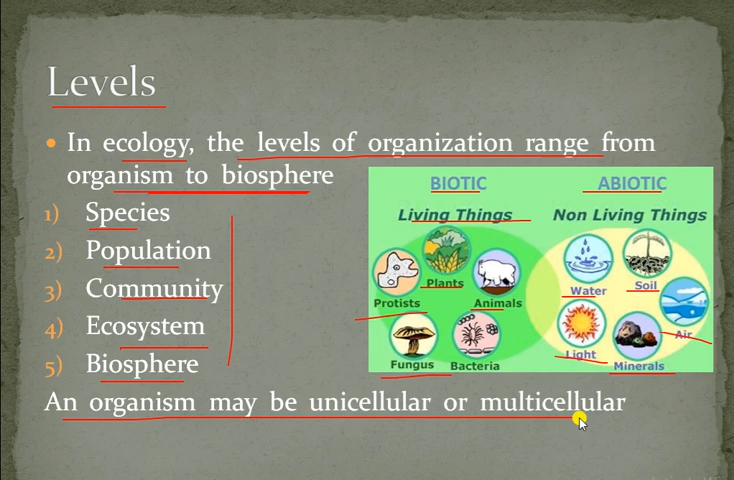 Levels
• In ecology, the levels of organization range from
organism to biosphere
1) Species
2) Population
3) Community
4) Ecosystem
5) Biosphere
An organism may be unicellular or multicellular
BIOTIC
ABIOTIC
Living Things
Non Living Things
Plants
Protists
Animals
Fungus
Bacteria
Water
Soil
Air
Light
Minerals